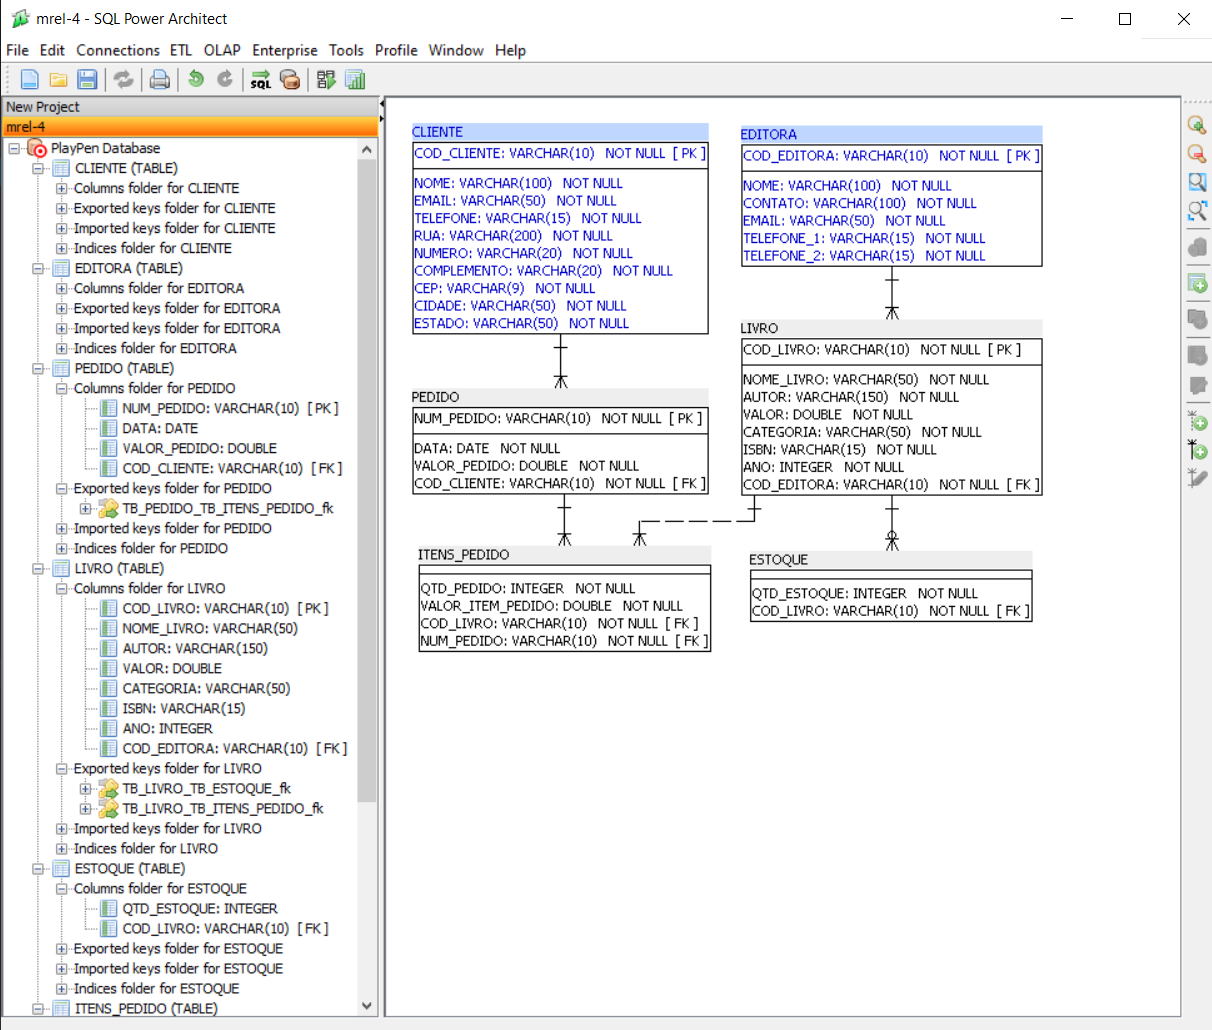 mrel-4 - SQL Power Architect
File Edit Connections ETL OLAP Enterprise Tools Profile Window Help
SQL
New Project
mrel-4
PlayPen Database
CLIENTE (TABLE)
Columns folder for CLIENTE
Exported keys folder for CLIENTE
Imported keys folder for CLIENTE
Indices folder for CLIENTE
EDITORA (TABLE)
Columns folder for EDITORA
Exported keys folder for EDITORA
Imported keys folder for EDITORA
Indices folder for EDITORA
PEDIDO (TABLE)
Columns folder for PEDIDO
NUM_PEDIDO: VARCHAR(10) [ PK ]
DATA: DATE
VALOR_PEDIDO: DOUBLE
COD_CLIENTE: VARCHAR(10) [ FK ]
Exported keys folder for PEDIDO
TB_PEDIDO_TB_ITENS_PEDIDO_fk
Imported keys folder for PEDIDO
Indices folder for PEDIDO
LIVRO (TABLE)
Columns folder for LIVRO
COD_LIVRO: VARCHAR(10) [ PK ]
NOME_LIVRO: VARCHAR(50)
AUTOR: VARCHAR(150)
VALOR: DOUBLE
CATEGORIA: VARCHAR(50)
ISBN: VARCHAR(15)
ANO: INTEGER
COD_EDITORA: VARCHAR(10) [ FK ]
Exported keys folder for LIVRO
TB_LIVRO_TB_ESTOQUE_fk
TB_LIVRO_TB_ITENS_PEDIDO_fk
Imported keys folder for LIVRO
Indices folder for LIVRO
ESTOQUE (TABLE)
Columns folder for ESTOQUE
QTD_ESTOQUE: INTEGER
COD_LIVRO: VARCHAR(10) [ FK ]
Exported keys folder for ESTOQUE
Imported keys folder for ESTOQUE
Indices folder for ESTOQUE
ITENS_PEDIDO (TABLE)
CLIENTE
COD_CLIENTE: VARCHAR(10) NOT NULL [ PK ]
NOME: VARCHAR(100) NOT NULL
EMAIL: VARCHAR(50) NOT NULL
TELEFONE: VARCHAR(15) NOT NULL
RUA: VARCHAR(200) NOT NULL
NUMERO: VARCHAR(20) NOT NULL
COMPLEMENTO: VARCHAR(20) NOT NULL
CEP: VARCHAR(9) NOT NULL
CIDADE: VARCHAR(50) NOT NULL
ESTADO: VARCHAR(50) NOT NULL
EDITORA
COD_EDITORA: VARCHAR(10) NOT NULL [ PK ]
NOME: VARCHAR(100) NOT NULL
CONTATO: VARCHAR(100) NOT NULL
EMAIL: VARCHAR(50) NOT NULL
TELEFONE_1: VARCHAR(15) NOT NULL
TELEFONE_2: VARCHAR(15) NOT NULL
PEDIDO
NUM_PEDIDO: VARCHAR(10) NOT NULL [ PK ]
DATA: DATE NOT NULL
VALOR_PEDIDO: DOUBLE NOT NULL
COD_CLIENTE: VARCHAR(10) NOT NULL [ FK ]
LIVRO
COD_LIVRO: VARCHAR(10) NOT NULL [ PK ]
NOME_LIVRO: VARCHAR(50) NOT NULL
AUTOR: VARCHAR(150) NOT NULL
VALOR: DOUBLE NOT NULL
CATEGORIA: VARCHAR(50) NOT NULL
ISBN: VARCHAR(15) NOT NULL
ANO: INTEGER NOT NULL
COD_EDITORA: VARCHAR(10) NOT NULL [ FK ]
ITENS_PEDIDO
QTD_PEDIDO: INTEGER NOT NULL
VALOR_ITEM_PEDIDO: DOUBLE NOT NULL
COD_LIVRO: VARCHAR(10) NOT NULL [ FK ]
NUM_PEDIDO: VARCHAR(10) NOT NULL [ FK ]
ESTOQUE
QTD_ESTOQUE: INTEGER NOT NULL
COD_LIVRO: VARCHAR(10) NOT NULL [ FK ]